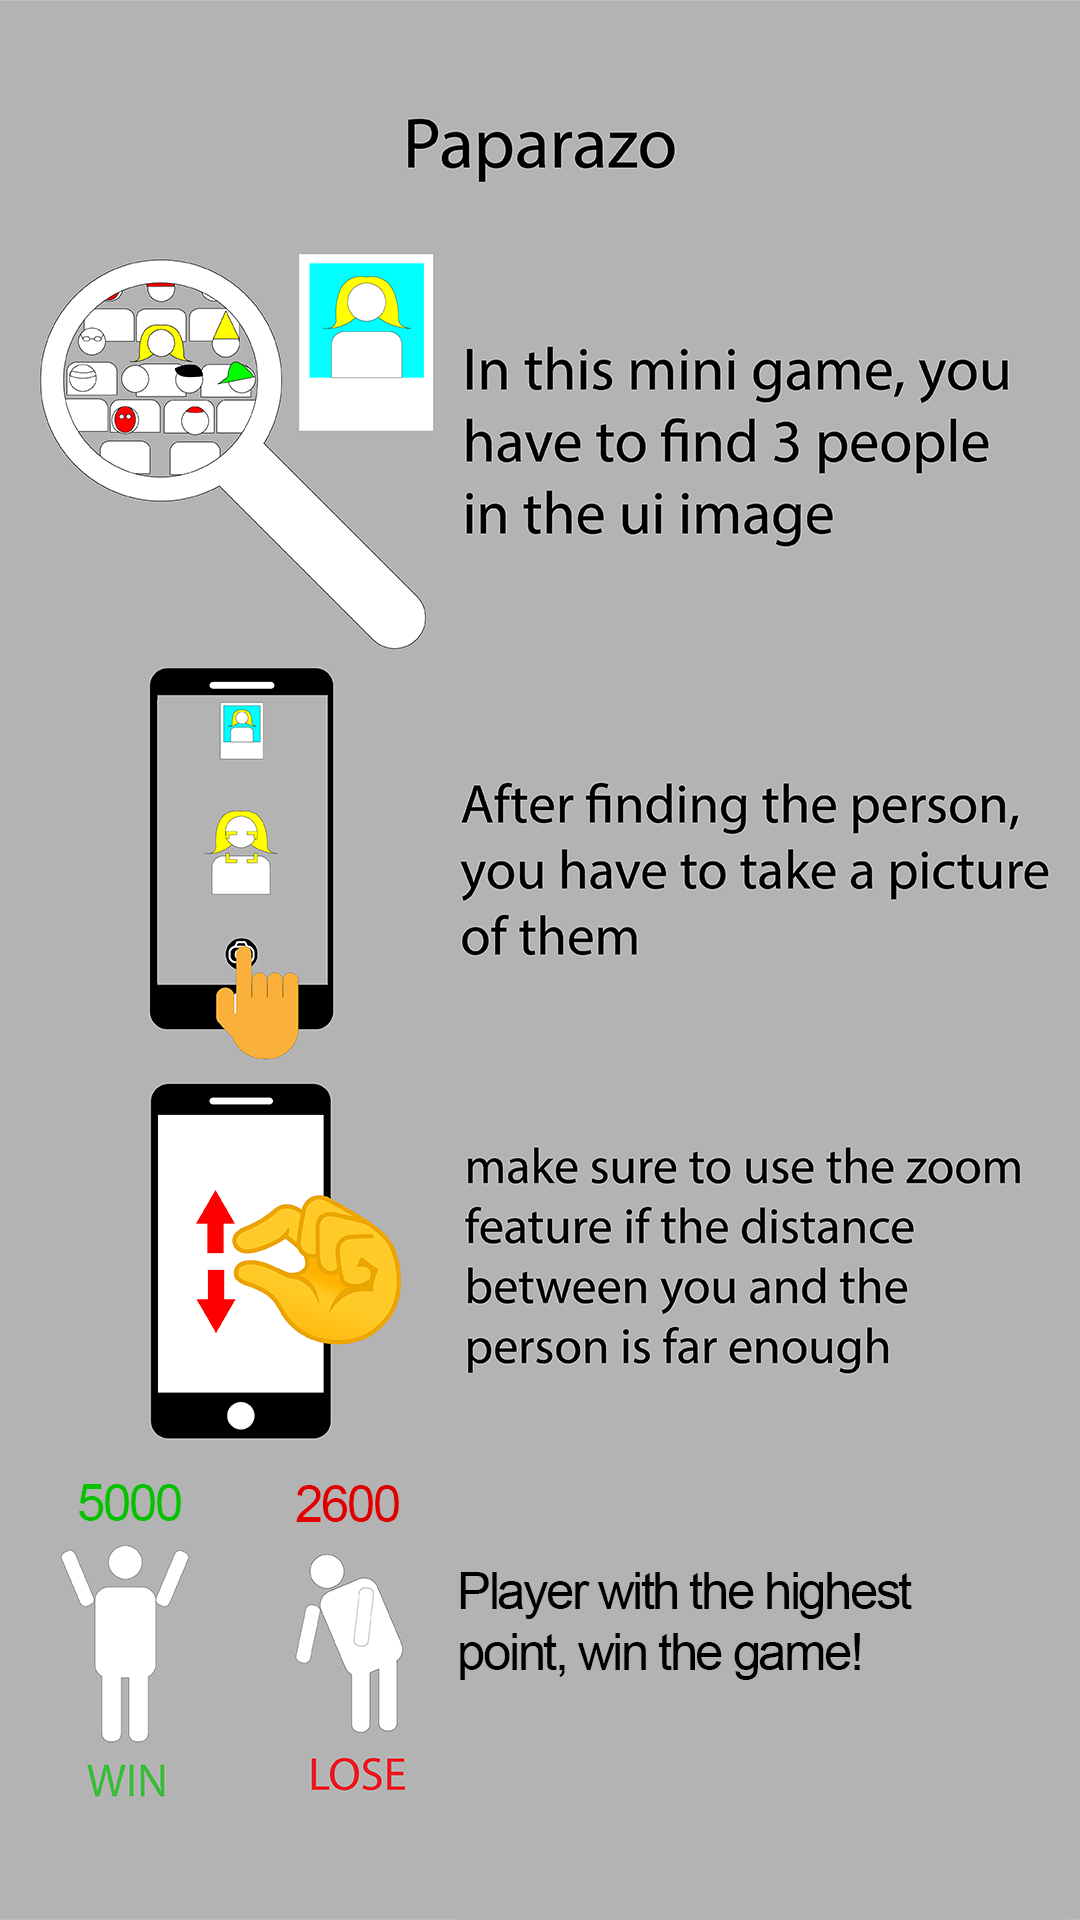 Paparazo
In this mini game, you
have to find 3 people
in the ui image
After finding the person,
you have to take a picture
of them
make sure to use the zoom
feature if the distance
between you and the
person is far enough
5000
2600
Player with the highest
point, win the game!
WIN
LOSE